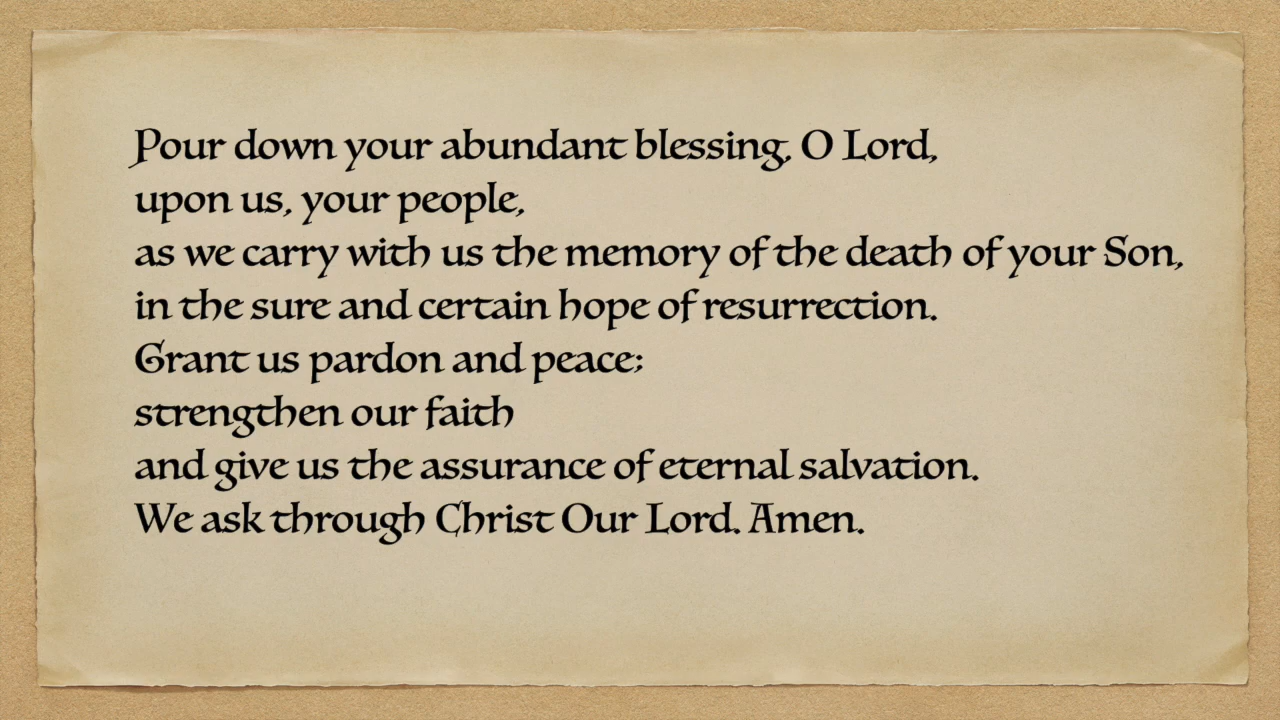 Pour down your abundant blessing, O Lord,
upon us, your people,
as we carry with us the memory of the death of your Son,
in the sure and certain hope of resurrection.
Grant us pardon and peace;
strengthen our faith
and give us the assurance of eternal salvation.
We ask through Christ Our Lord. Amen.